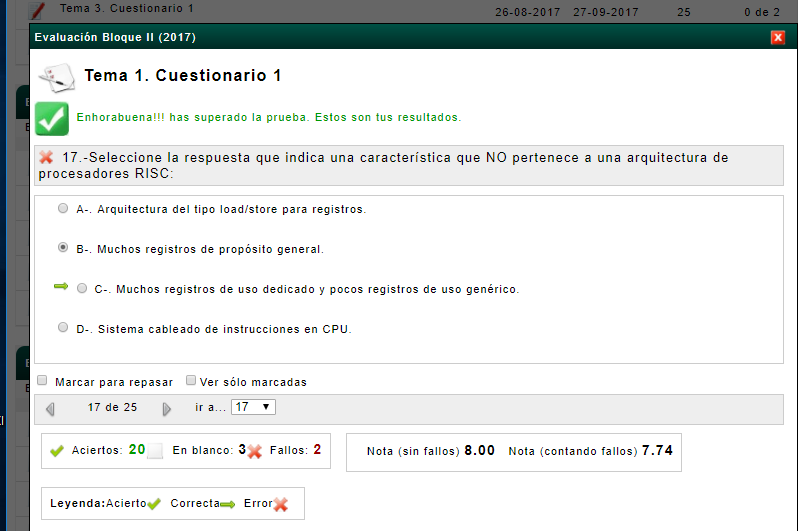 Tema 3. Cuestionario 1
26-08-2017 27-09-2017 25 0 de 2
Evaluación Bloque II (2017)
Tema 1. Cuestionario 1
Enhorabuena!!! has superado la prueba. Estos son tus resultados.
17.-Seleccione la respuesta que indica una característica que NO pertenece a una arquitectura de
procesadores RISC:
A-. Arquitectura del tipo load/store para registros.
B-. Muchos registros de propósito general.
C-. Muchos registros de uso dedicado y pocos registros de uso genérico.
D-. Sistema cableado de instrucciones en CPU.
Marcar para repasar Ver sólo marcadas
17 de 25 ir a... 17
Aciertos: 20 En blanco: 3 Fallos: 2
Nota (sin fallos) 8.00 Nota (contando fallos) 7.74
Leyenda:Acierto Correcta Error